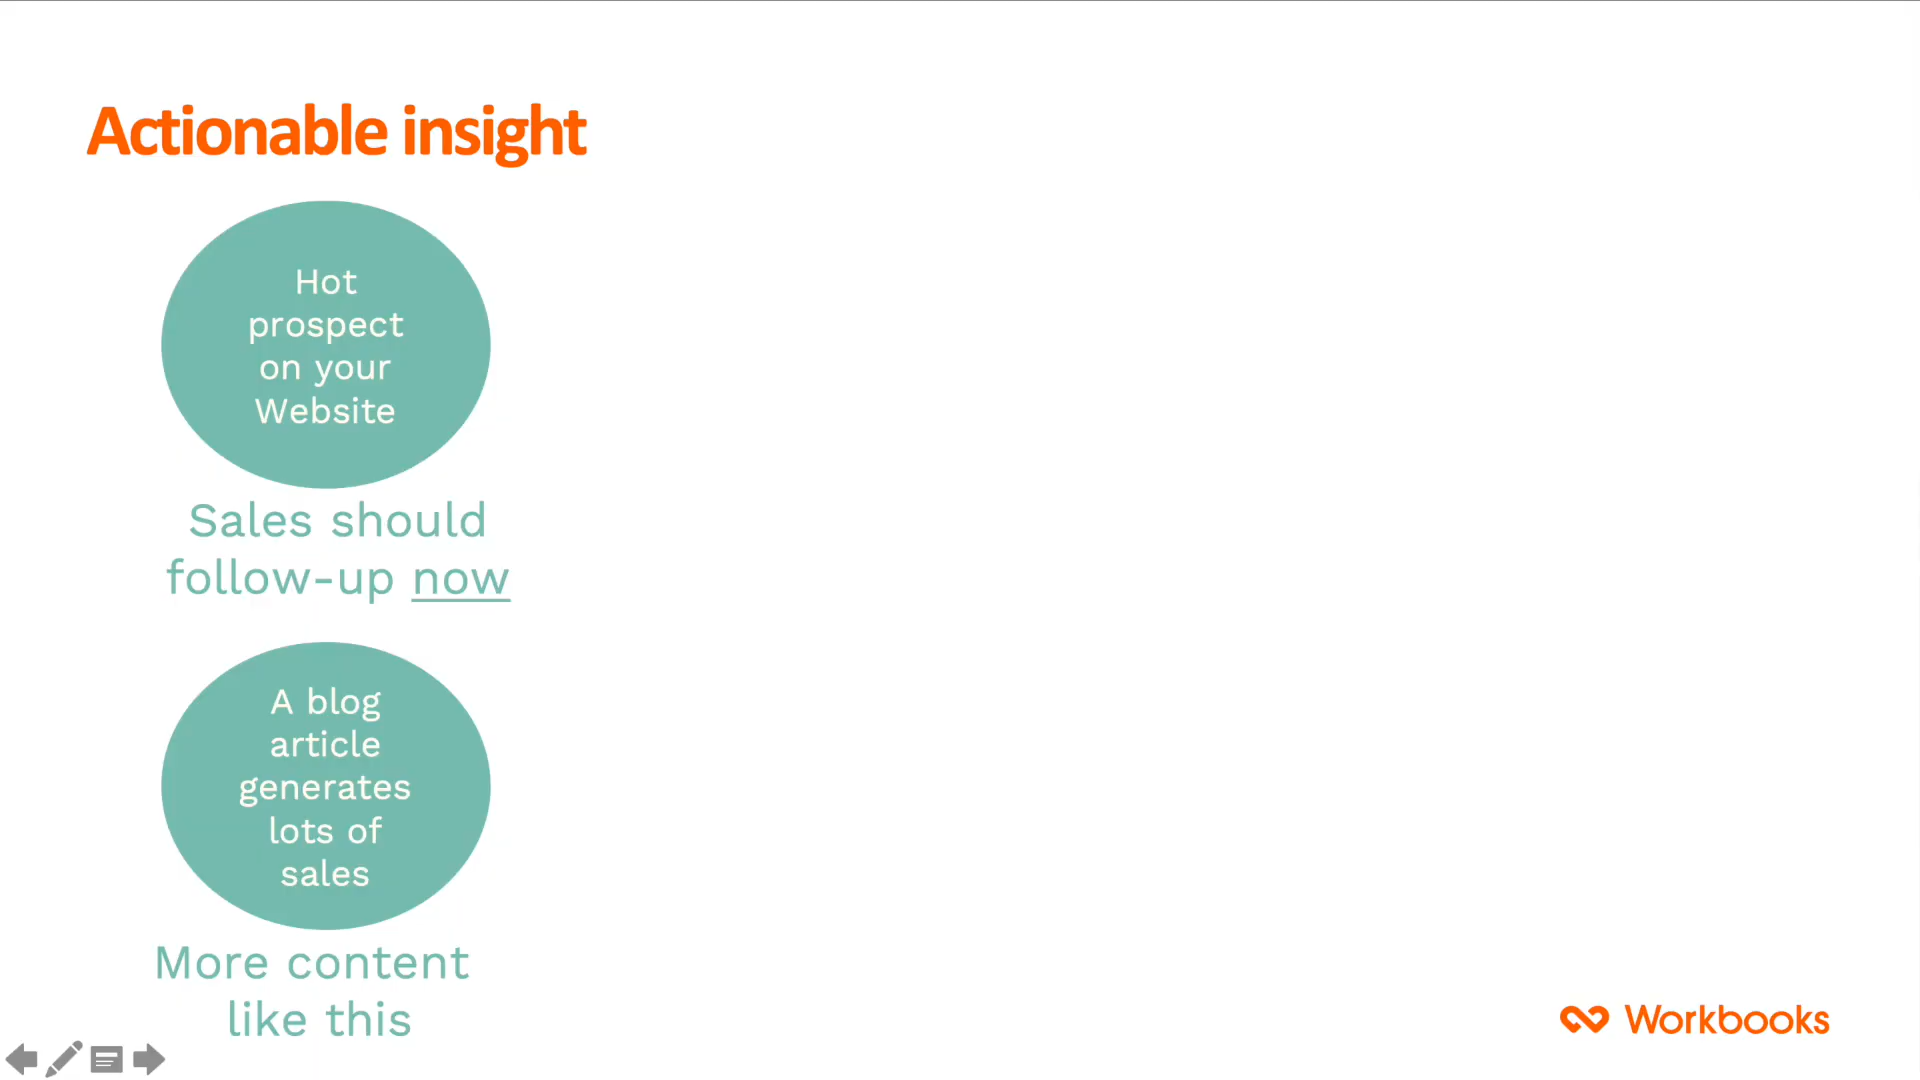 Actionable insight
Hot
prospect
on your
Website
Sales should
follow-up now
A blog
article
generates
lots of
sales
More content
like this
Workbooks